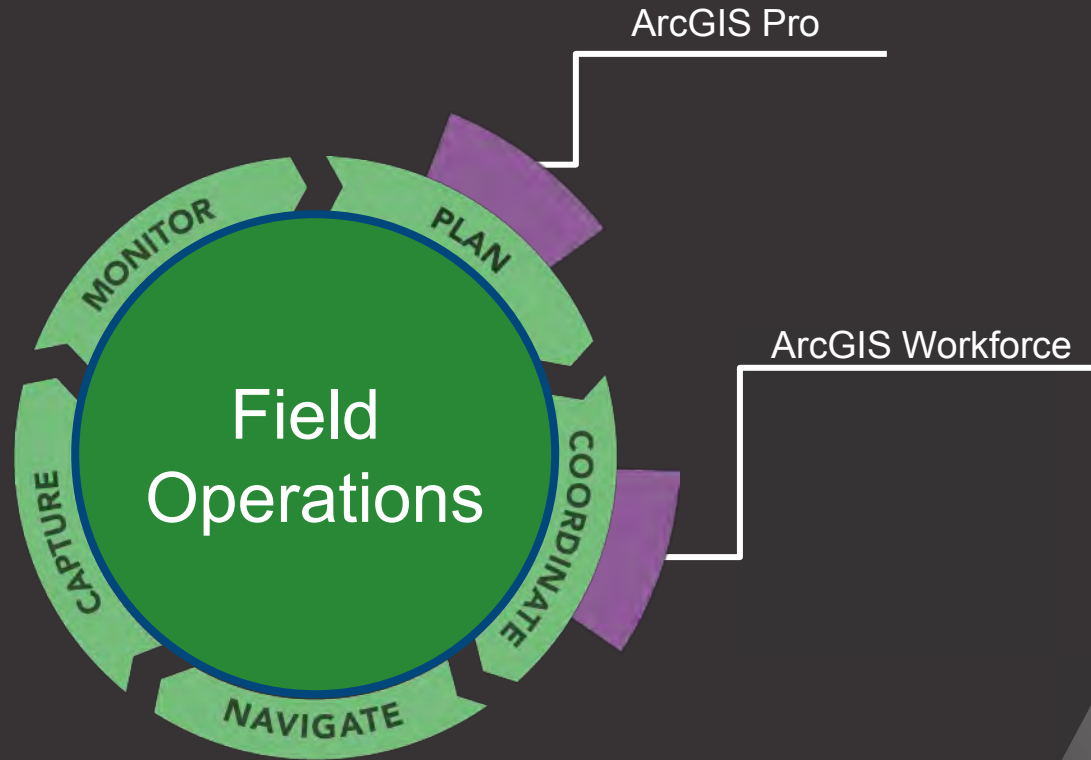 ArcGIS Pro
MONITOR
PLAN
ArcGIS Workforce
Field
Operations
COORDINATE
CAPTURE
NAVIGATE